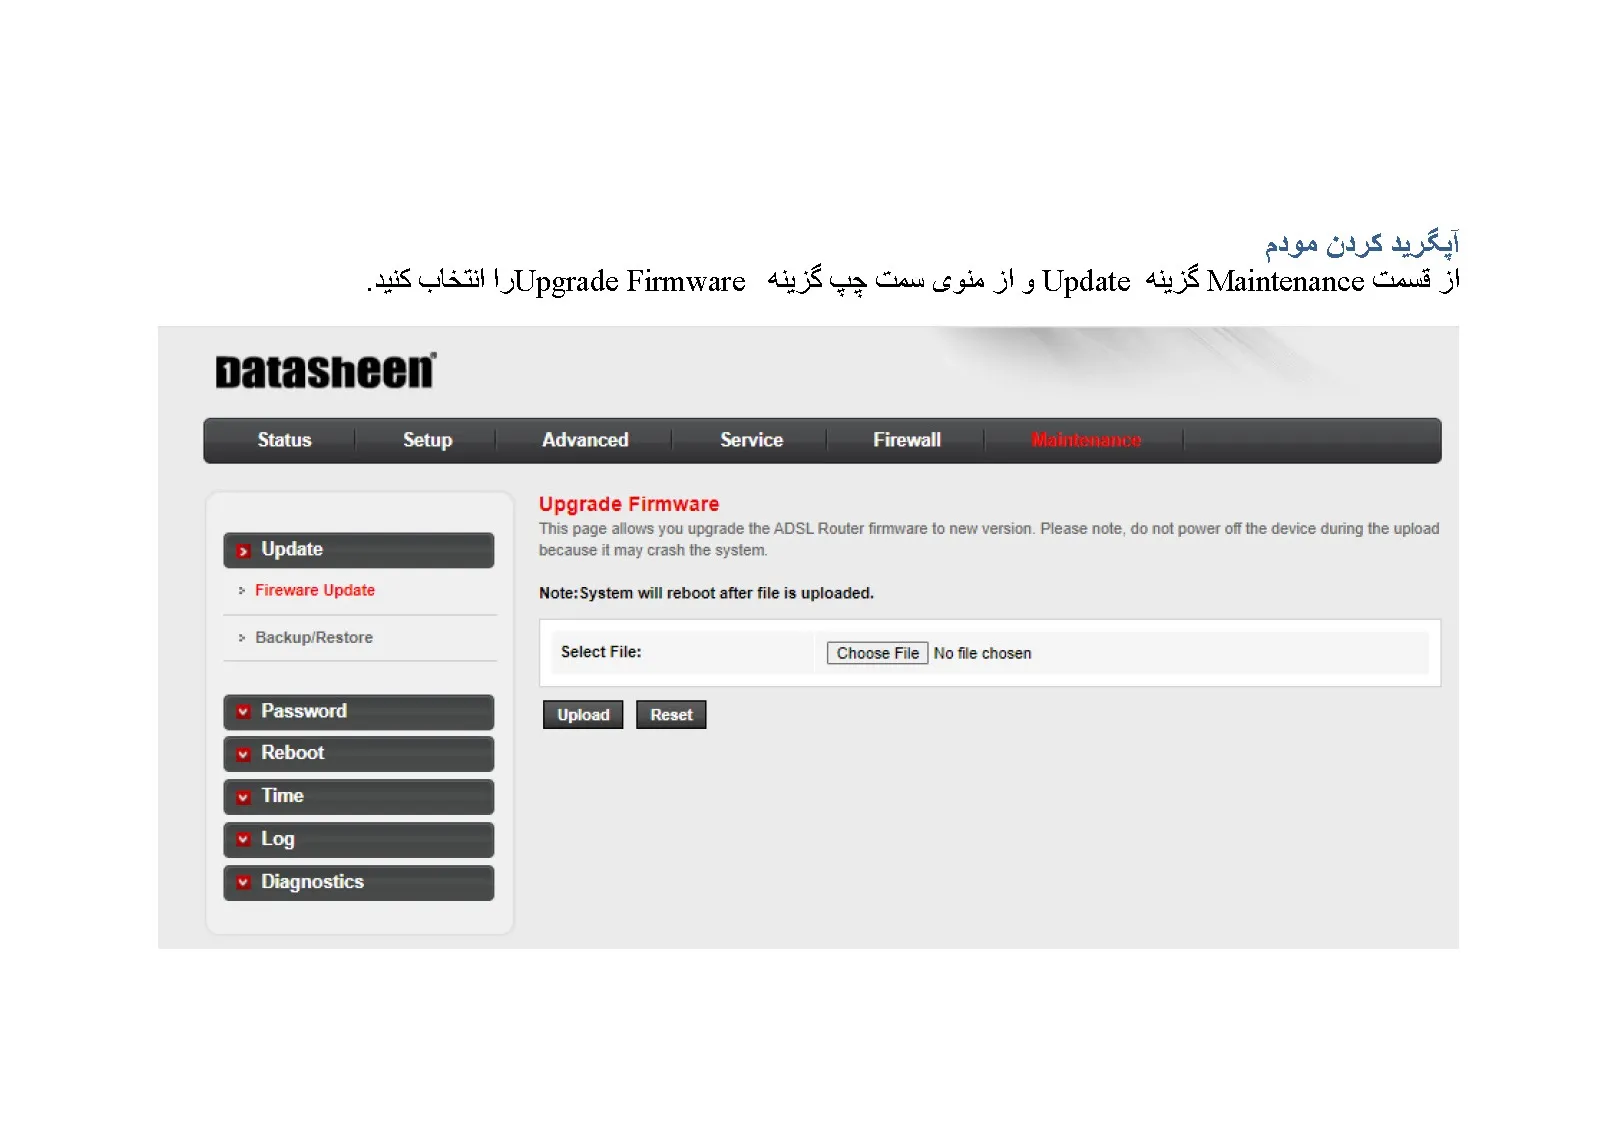 آپگرید کردن مودم
از قسمت Maintenance گزینه Update و از منوی سمت چپ گزینه Upgrade Firmwareرا انتخاب کنید.
Datasheen®
Status Setup Advanced Service Firewall Maintenance
Update
Fireware Update
Backup/Restore
Password
Reboot
Time
Log
Diagnostics
Upgrade Firmware
This page allows you upgrade the ADSL Router firmware to new version. Please note, do not power off the device during the upload
because it may crash the system.
Note:System will reboot after file is uploaded.
Select File: Choose File No file chosen
Upload Reset